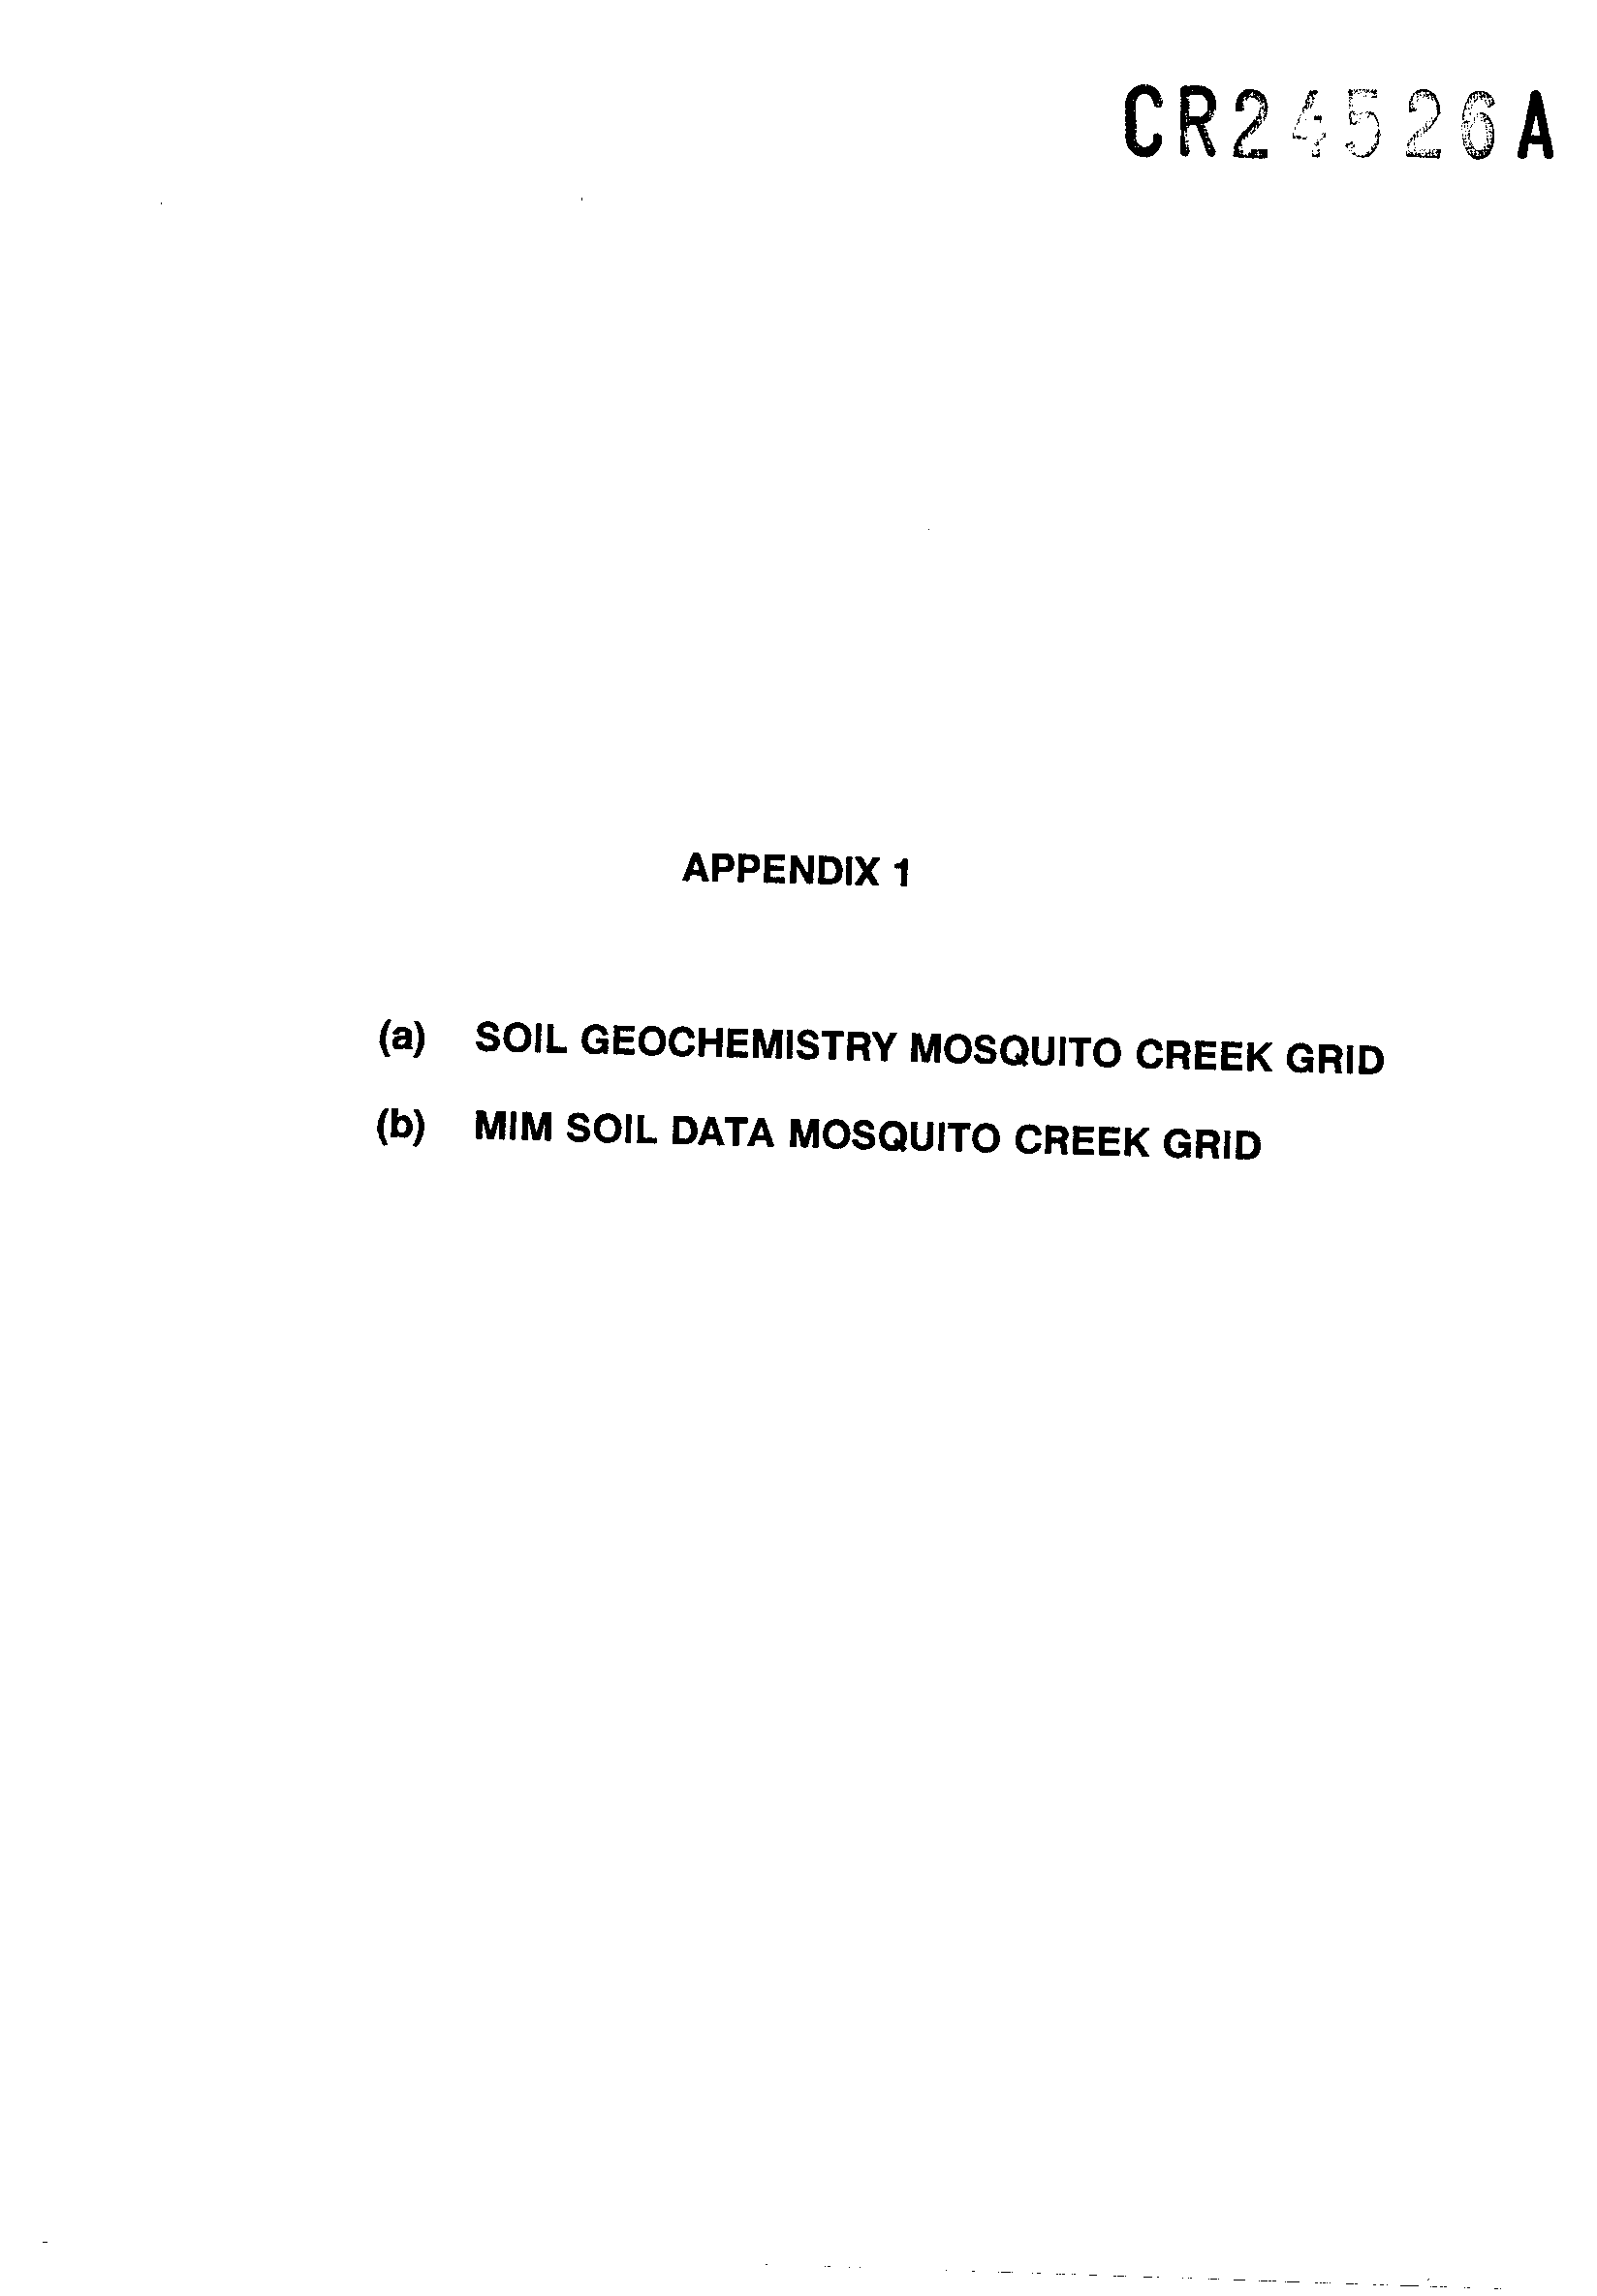 CR24526A
APPENDIX 1
(a) SOIL GEOCHEMISTRY MOSQUITO CREEK GRID
(b) MIM SOIL DATA MOSQUITO CREEK GRID